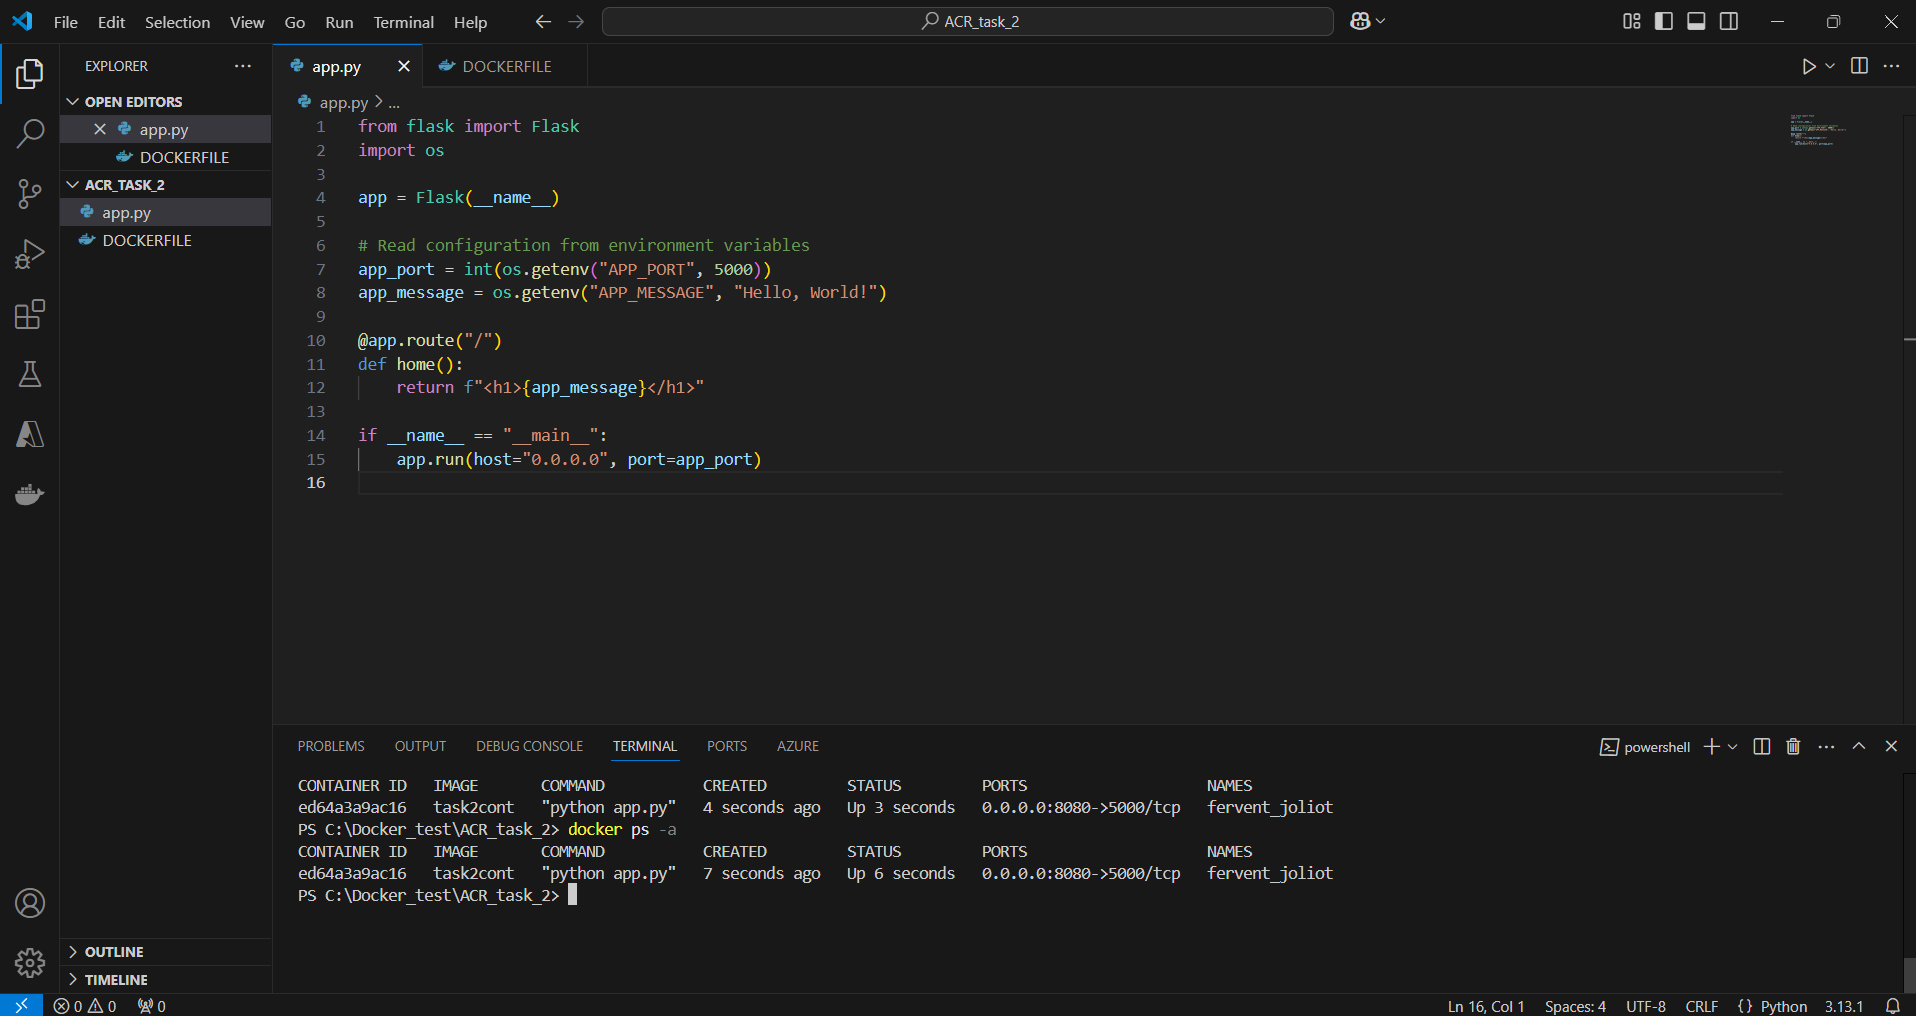 File Edit Selection View Go Run Terminal Help
ACR_task_2
EXPLORER
OPEN EDITORS
app.py
DOCKERFILE
ACR_TASK_2
app.py
DOCKERFILE
OUTLINE
TIMELINE
app.py DOCKERFILE
app.py > ...
1 from flask import Flask
2 import os
3
4 app = Flask(__name__)
5
6 # Read configuration from environment variables
7 app_port = int(os.getenv("APP_PORT", 5000))
8 app_message = os.getenv("APP_MESSAGE", "Hello, World!")
9
10 @app.route("/")
11 def home():
12     return f"<h1>{app_message}</h1>"
13
14 if __name__ == "__main__":
15     app.run(host="0.0.0.0", port=app_port)
16
PROBLEMS OUTPUT DEBUG CONSOLE TERMINAL PORTS AZURE
powershell
CONTAINER ID   IMAGE       COMMAND           CREATED         STATUS         PORTS                    NAMES
ed64a3a9ac16   task2cont   "python app.py"   4 seconds ago   Up 3 seconds   0.0.0.0:8080->5000/tcp   fervent_joliot
PS C:\Docker_test\ACR_task_2> docker ps -a
CONTAINER ID   IMAGE       COMMAND           CREATED         STATUS         PORTS                    NAMES
ed64a3a9ac16   task2cont   "python app.py"   7 seconds ago   Up 6 seconds   0.0.0.0:8080->5000/tcp   fervent_joliot
PS C:\Docker_test\ACR_task_2>
0 0 0
Ln 16, Col 1 Spaces: 4 UTF-8 CRLF {} Python 3.13.1